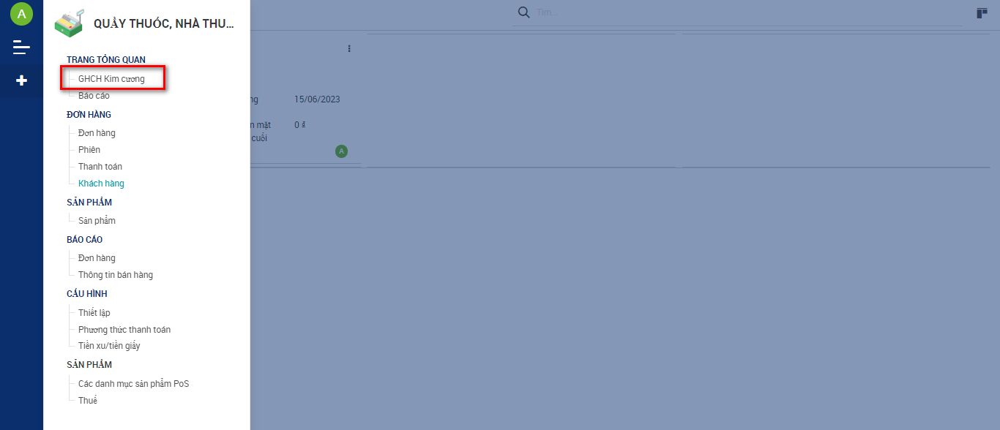 A
QUẦY THUỐC, NHÀ THU...
Tìm...
TRANG TỔNG QUAN
GHCH Kim cương
Báo cáo
ĐƠN HÀNG
Đơn hàng
Phiên
Thanh toán
Khách hàng
SẢN PHẨM
Sản phẩm
BÁO CÁO
Đơn hàng
Thông tin bán hàng
CẤU HÌNH
Thiết lập
Phương thức thanh toán
Tiền xu/tiền giấy
SẢN PHẨM
Các danh mục sản phẩm PoS
Thuế
ng 15/06/2023
n mặt 0 ₫
cuối
A